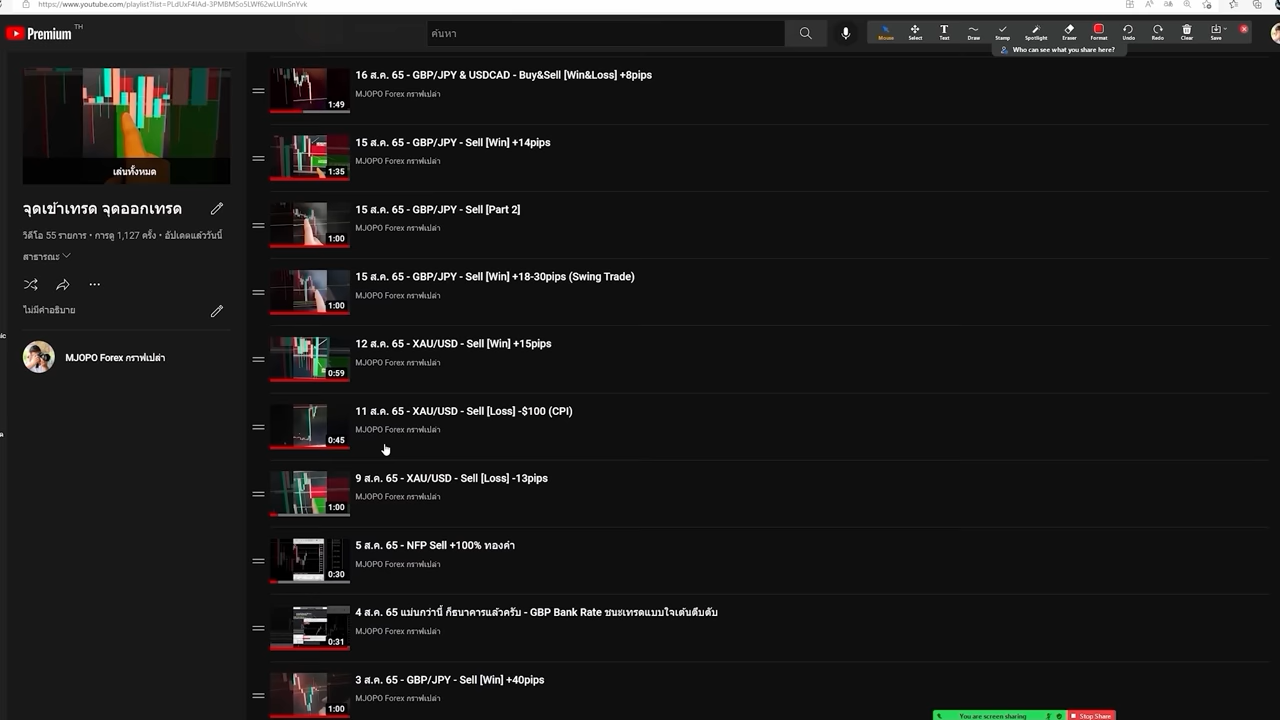 https://www.youtube.com/playlist?list=PLdUxF4lAd-3PMBMSo5LWf62wLUlnSnYvk
Premium TH
ค้นหา
Mouse Select Text Draw Stamp Spotlight Eraser Format Undo Redo Clear Save
Who can see what you share here?
เล่นทั้งหมด
จุดเข้าเทรด จุดออกเทรด
วิดีโอ 55 รายการ • การดู 1,127 ครั้ง • อัปเดตแล้ววันนี้
สาธารณะ
ไม่มีคำอธิบาย
MJOPO Forex กราฟเปล่า
16 ส.ค. 65 - GBP/JPY & USDCAD - Buy&Sell [Win&Loss] +8pips
MJOPO Forex กราฟเปล่า
1:49
15 ส.ค. 65 - GBP/JPY - Sell [Win] +14pips
MJOPO Forex กราฟเปล่า
1:35
15 ส.ค. 65 - GBP/JPY - Sell [Part 2]
MJOPO Forex กราฟเปล่า
1:00
15 ส.ค. 65 - GBP/JPY - Sell [Win] +18-30pips (Swing Trade)
MJOPO Forex กราฟเปล่า
1:00
12 ส.ค. 65 - XAU/USD - Sell [Win] +15pips
MJOPO Forex กราฟเปล่า
0:59
11 ส.ค. 65 - XAU/USD - Sell [Loss] -$100 (CPI)
MJOPO Forex กราฟเปล่า
0:45
9 ส.ค. 65 - XAU/USD - Sell [Loss] -13pips
MJOPO Forex กราฟเปล่า
1:00
5 ส.ค. 65 - NFP Sell +100% ทองคำ
MJOPO Forex กราฟเปล่า
0:30
4 ส.ค. 65 แม่นกว่านี้ ก็ธนาคารแล้วครับ - GBP Bank Rate ชนะเทรดแบบใจเต้นตึบตับ
MJOPO Forex กราฟเปล่า
0:31
3 ส.ค. 65 - GBP/JPY - Sell [Win] +40pips
MJOPO Forex กราฟเปล่า
1:00
You are screen sharing
Stop Share